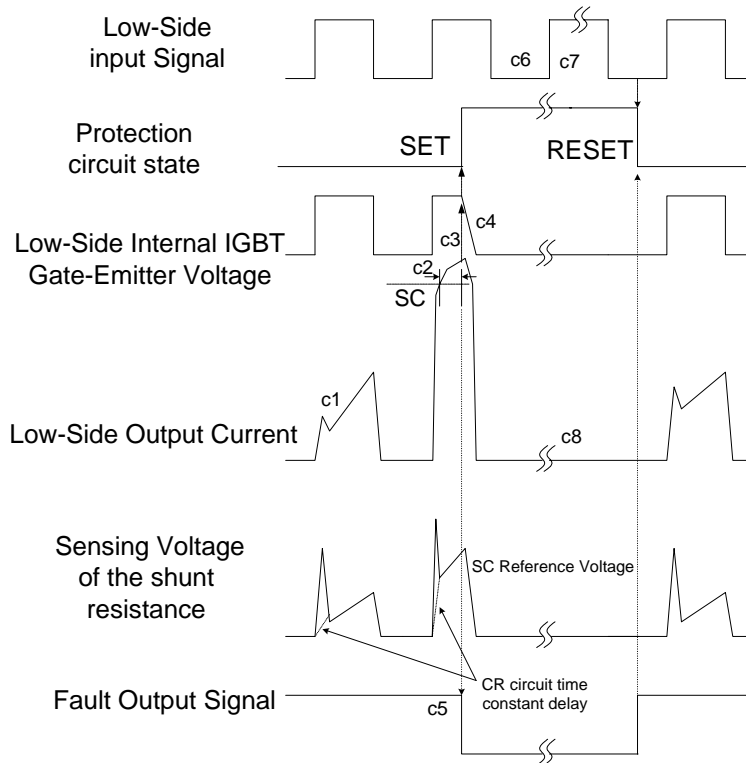 Low-Side
input Signal
c6
c7
Protection
circuit state
SET
RESET
Low-Side Internal IGBT
Gate-Emitter Voltage
c4
c3
c2
SC
c1
Low-Side Output Current
c8
Sensing Voltage
of the shunt
resistance
SC Reference Voltage
Fault Output Signal
c5
CR circuit time
constant delay